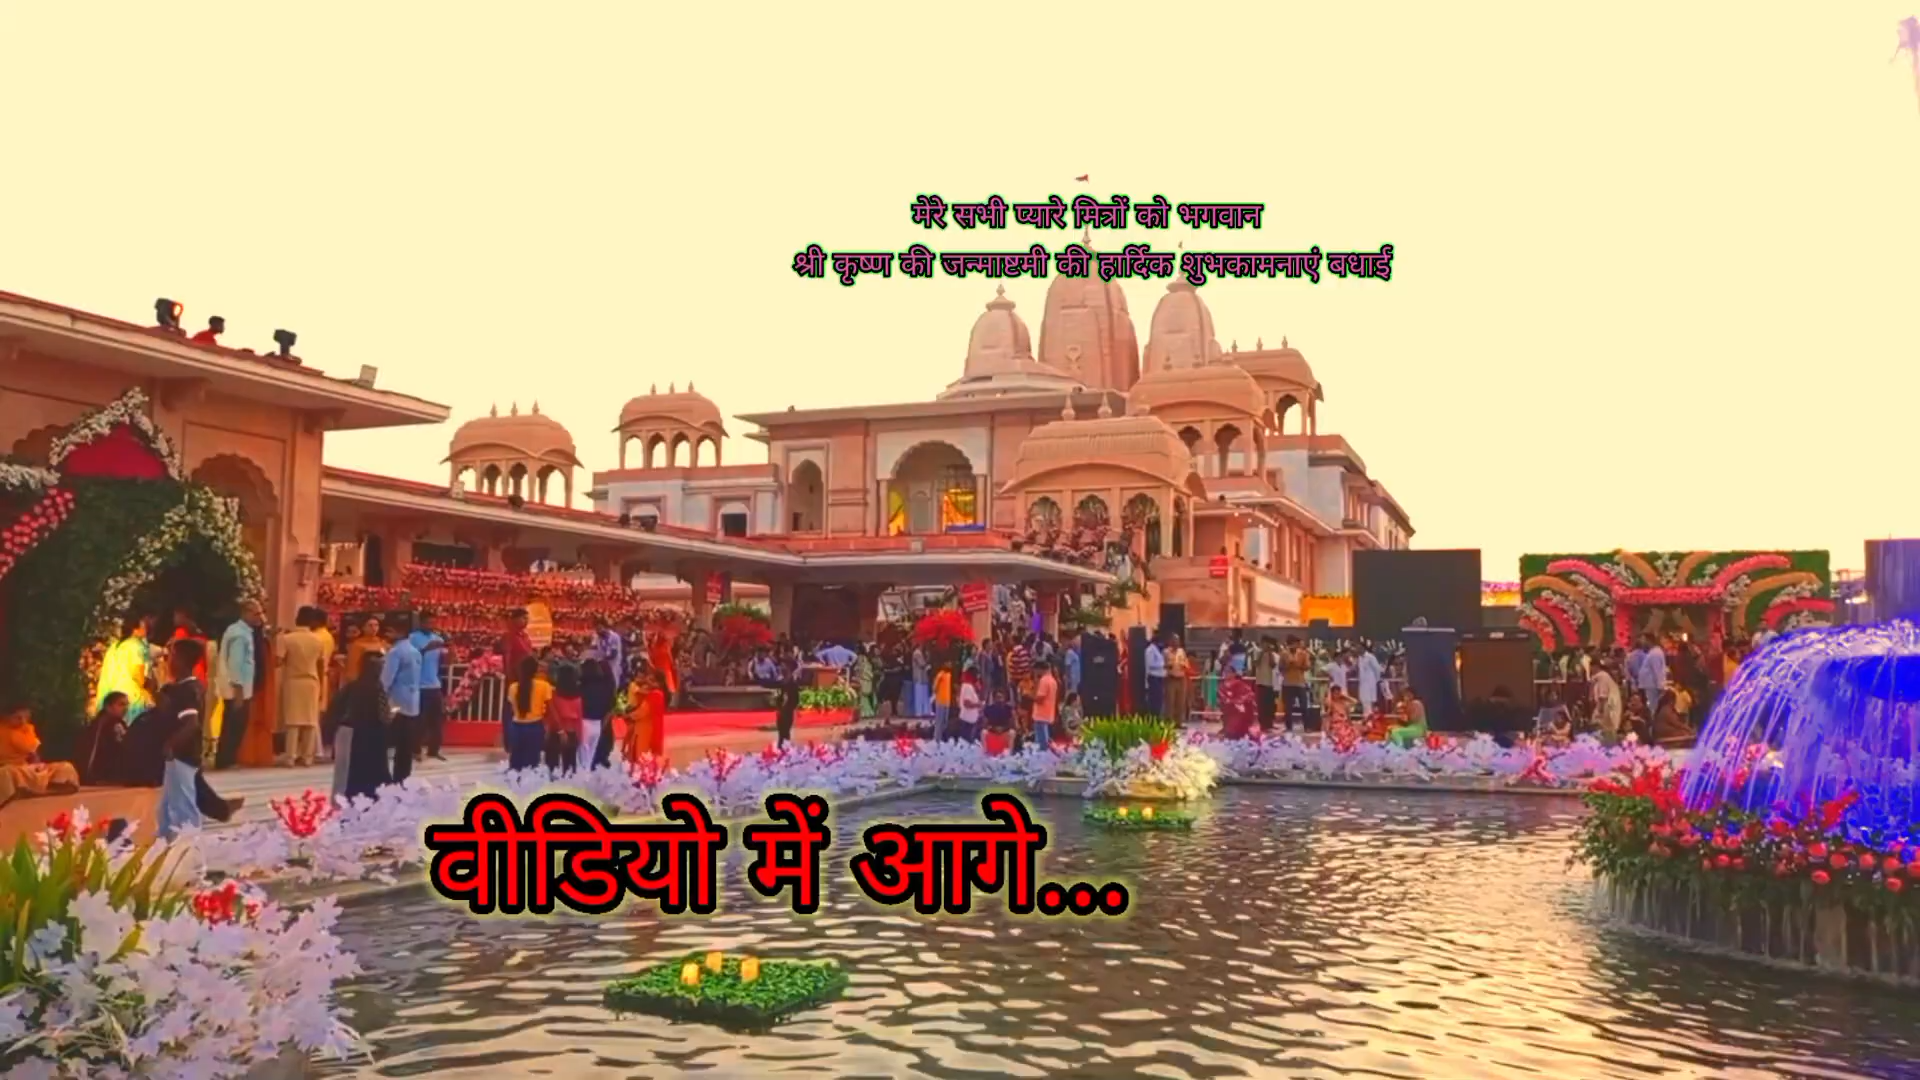 मेरे सभी प्यारे मित्रों को भगवान
श्री कृष्ण की जन्माष्टमी की हार्दिक शुभकामनाएं बधाई
वीडियो में आगे...